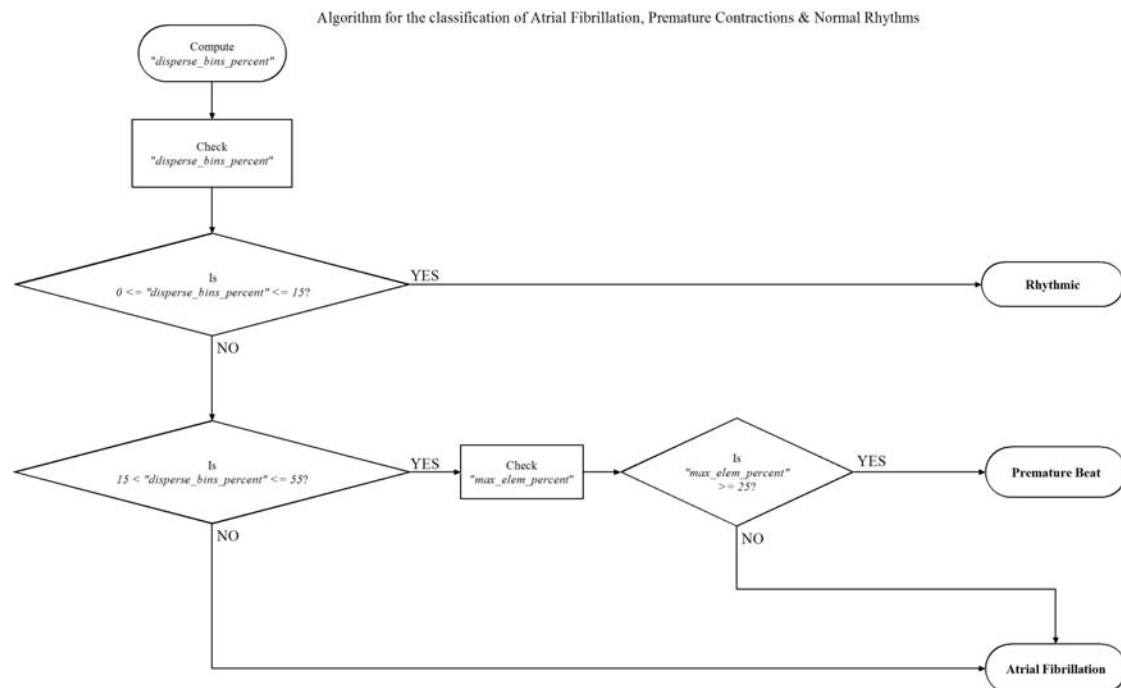 Algorithm for the classification of Atrial Fibrillation, Premature Contractions & Normal Rhythms
Compute
"disperse_bins_percent"
Check
"disperse_bins_percent"
Is
0 <= "disperse_bins_percent" <= 15?
YES
Rhythmic
NO
Is
15 < "disperse_bins_percent" <= 55?
YES
Check
"max_elem_percent"
Is
"max_elem_percent"
>= 25?
YES
Premature Beat
NO
NO
Atrial Fibrillation